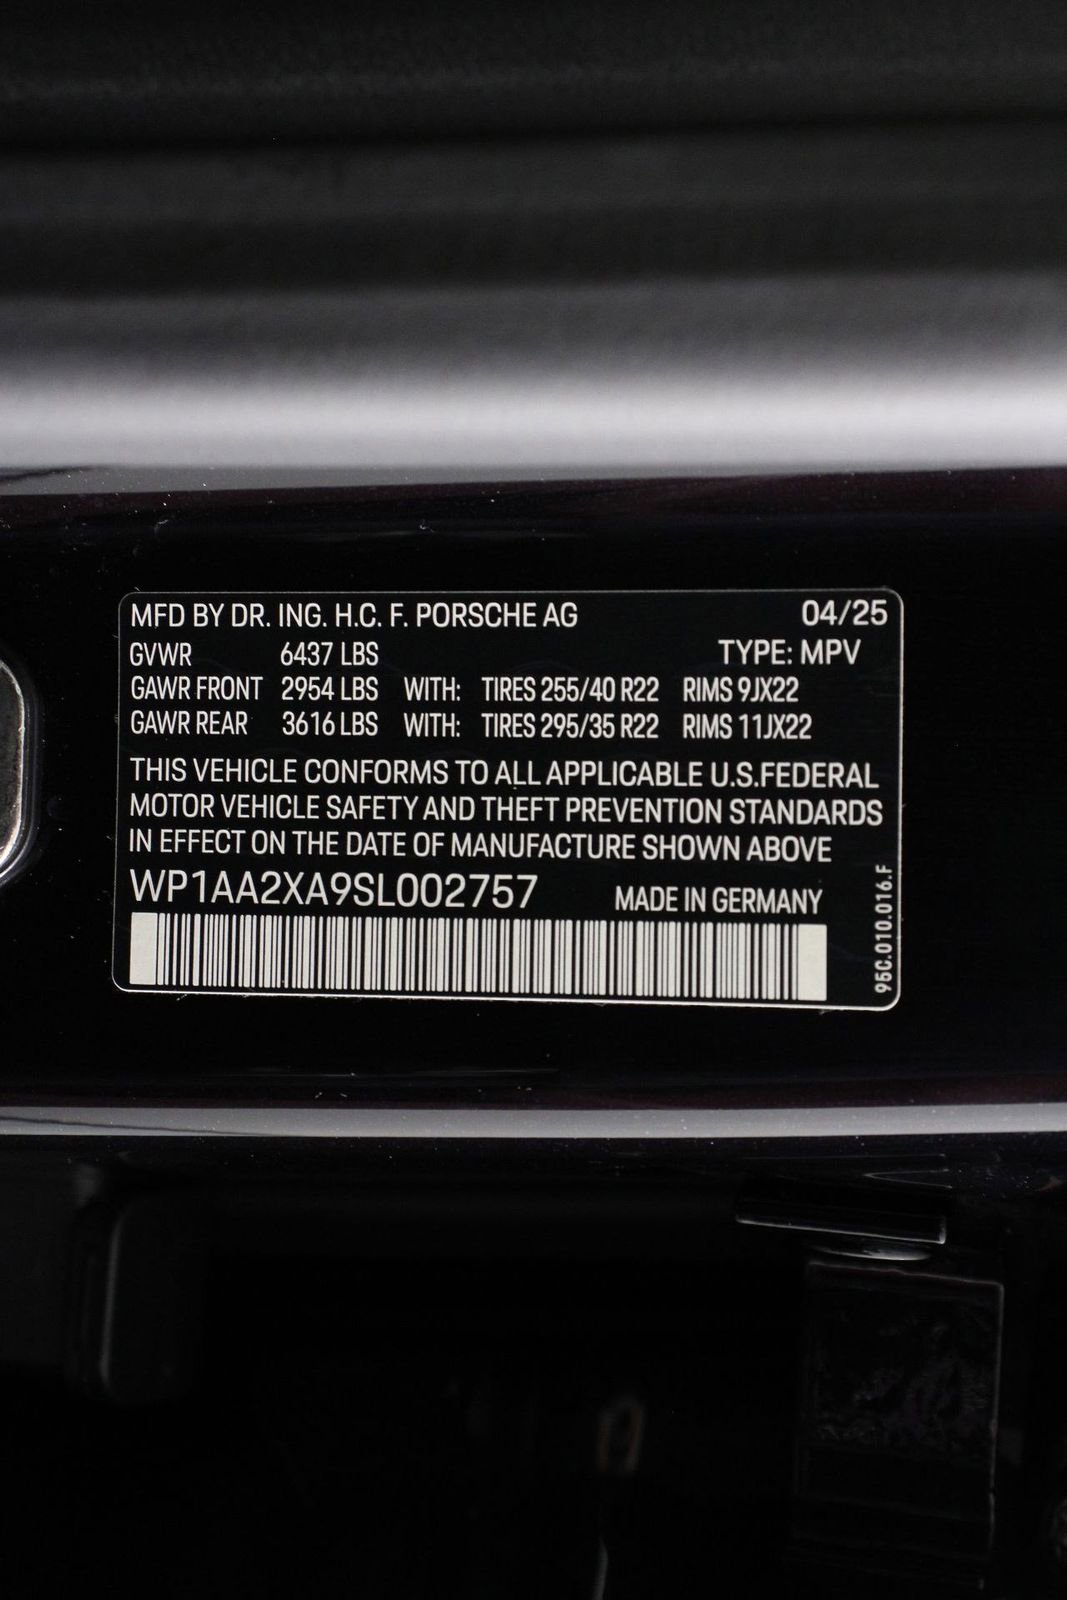 MFD BY DR. ING. H.C. F. PORSCHE AG 04/25
GVWR 6437 LBS TYPE: MPV
GAWR FRONT 2954 LBS WITH: TIRES 255/40 R22 RIMS 9JX22
GAWR REAR 3616 LBS WITH: TIRES 295/35 R22 RIMS 11JX22
THIS VEHICLE CONFORMS TO ALL APPLICABLE U.S.FEDERAL
MOTOR VEHICLE SAFETY AND THEFT PREVENTION STANDARDS
IN EFFECT ON THE DATE OF MANUFACTURE SHOWN ABOVE
WP1AA2XA9SL002757 MADE IN GERMANY
95C.010.016.F